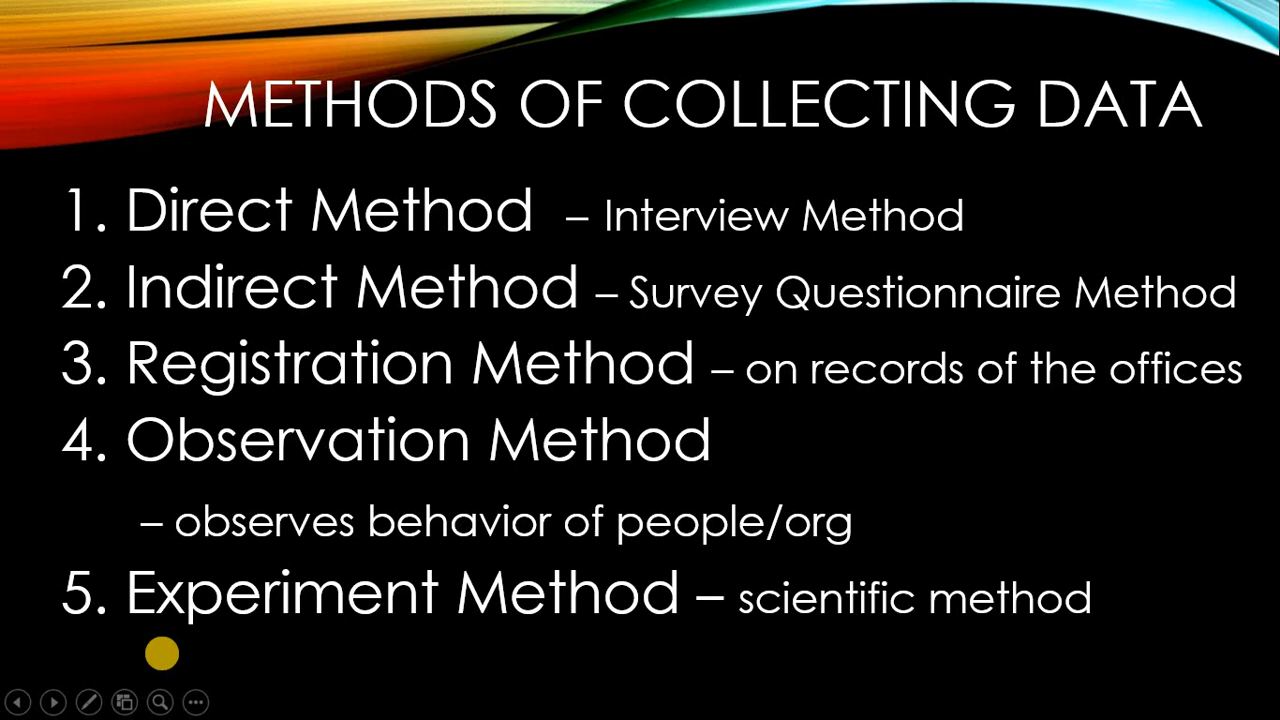 METHODS OF COLLECTING DATA
1. Direct Method – Interview Method
2. Indirect Method – Survey Questionnaire Method
3. Registration Method – on records of the offices
4. Observation Method
– observes behavior of people/org
5. Experiment Method – scientific method